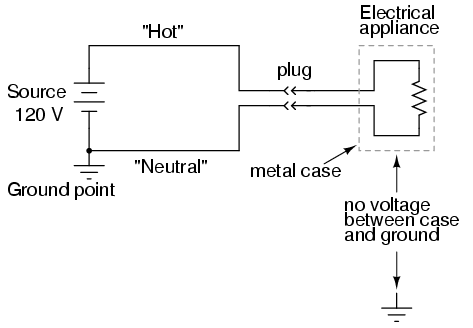 "Hot"
Electrical
appliance
plug
Source
120 V
"Neutral"
metal case
Ground point
no voltage
between case
and ground